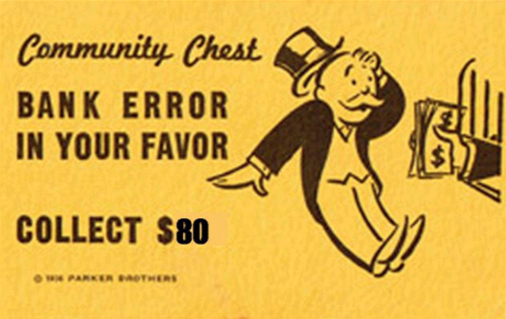 Community Chest
BANK ERROR
IN YOUR FAVOR
COLLECT $80
© 1936 PARKER BROTHERS
$
$